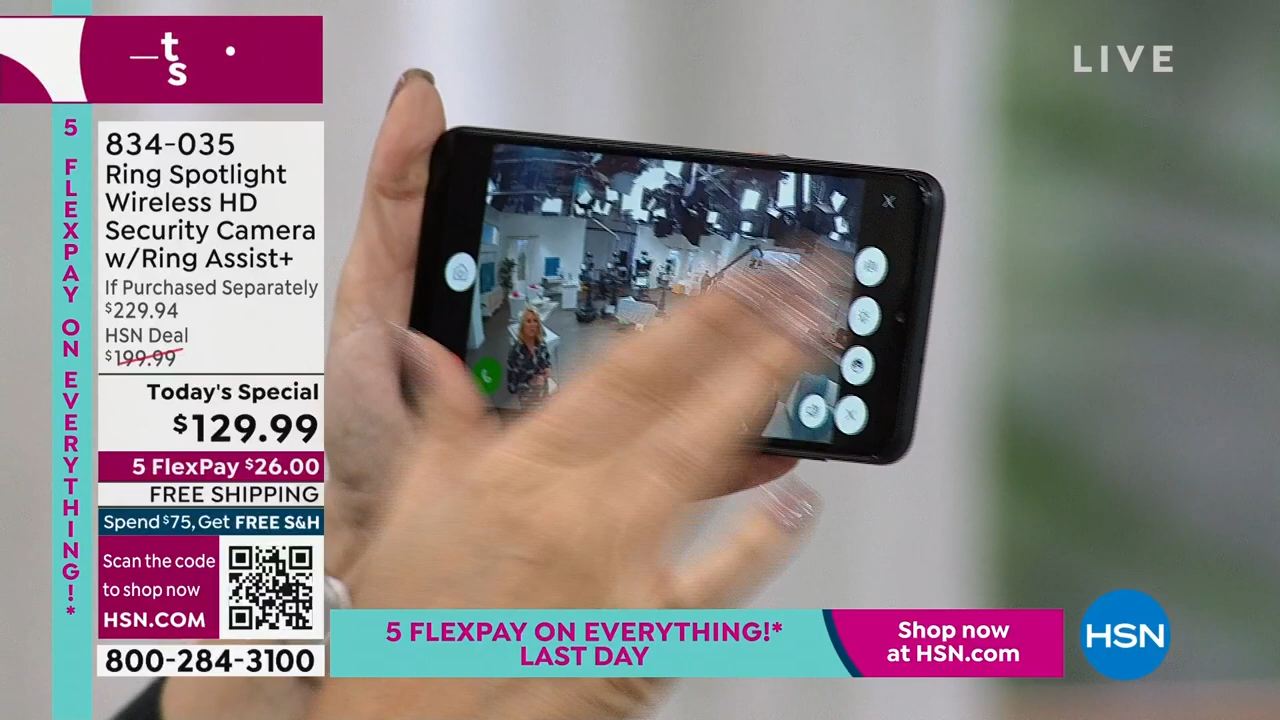 ts
LIVE
5 FLEXPAY ON EVERYTHING!*
834-035
Ring Spotlight
Wireless HD
Security Camera
w/Ring Assist+
If Purchased Separately
$229.94
HSN Deal
$199.99
Today's Special
$129.99
5 FlexPay $26.00
FREE SHIPPING
Spend $75, Get FREE S&H
Scan the code
to shop now
HSN.COM
800-284-3100
5 FLEXPAY ON EVERYTHING!*
LAST DAY
Shop now
at HSN.com
HSN